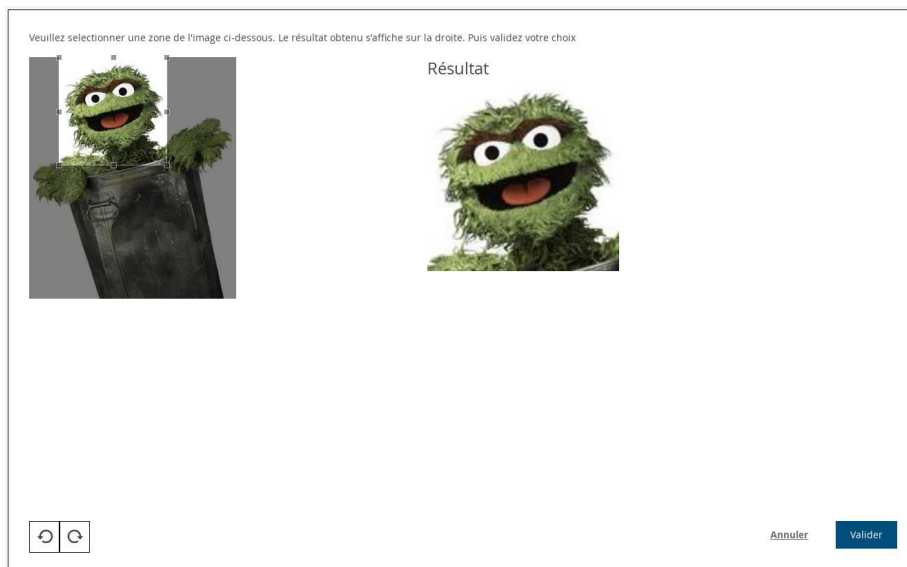 Veuillez selectionner une zone de l'image ci-dessous. Le résultat obtenu s'affiche sur la droite. Puis validez votre choix
Résultat
Annuler
Valider